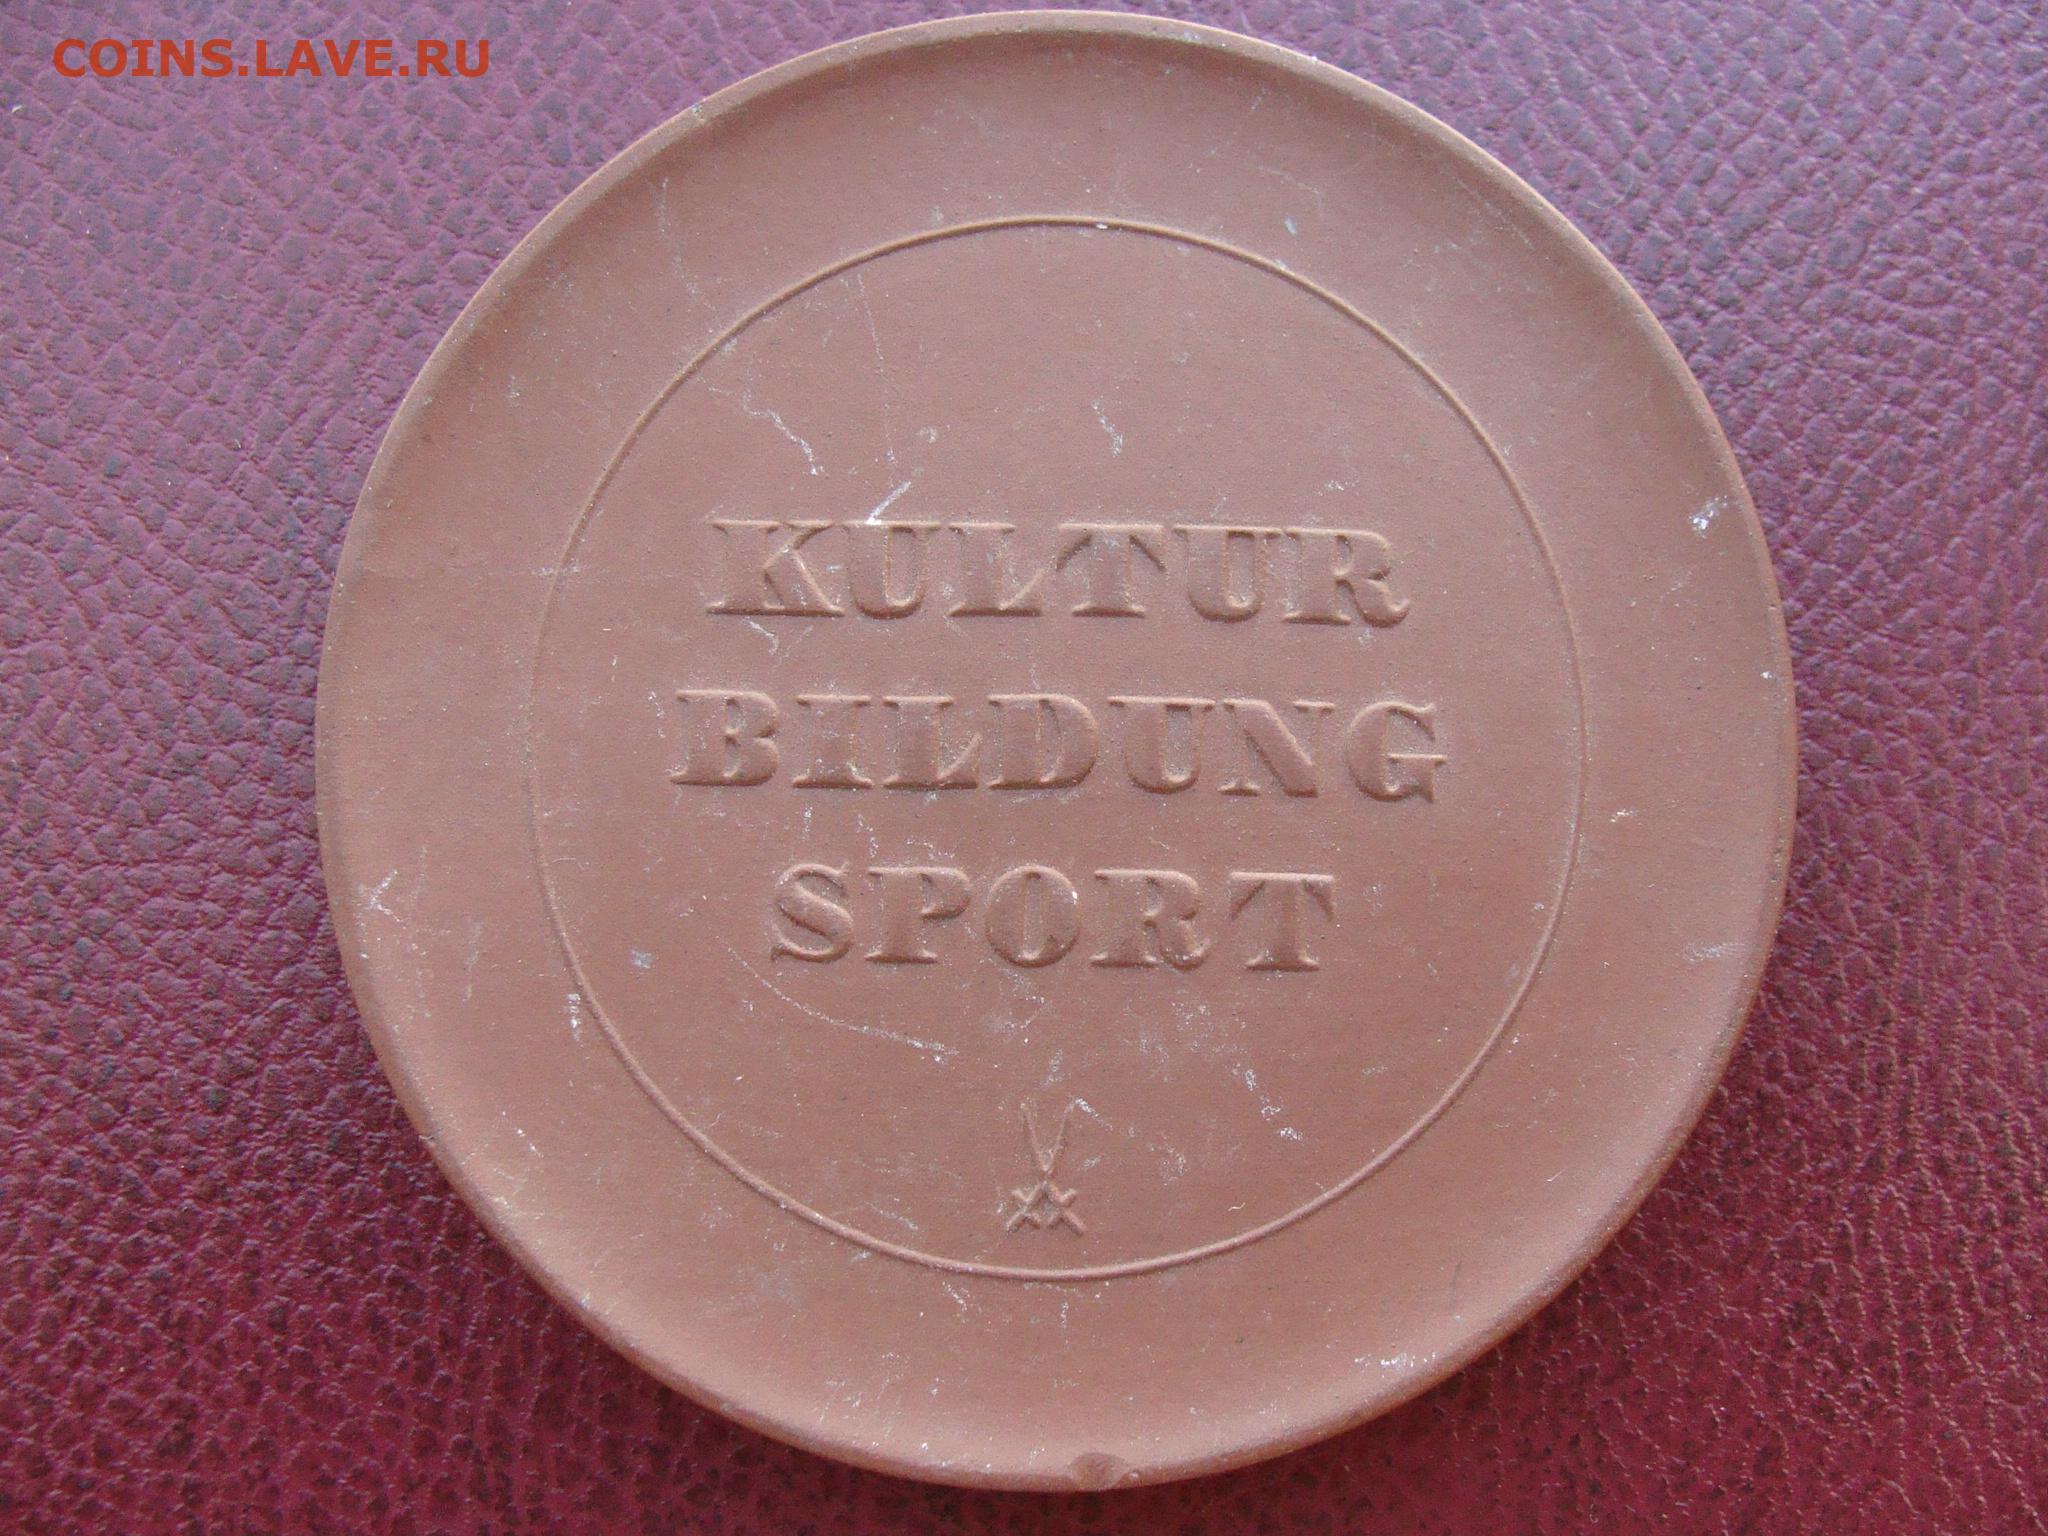 COINS.LAVE.RU
KULTUR
BILDUNG
SPORT